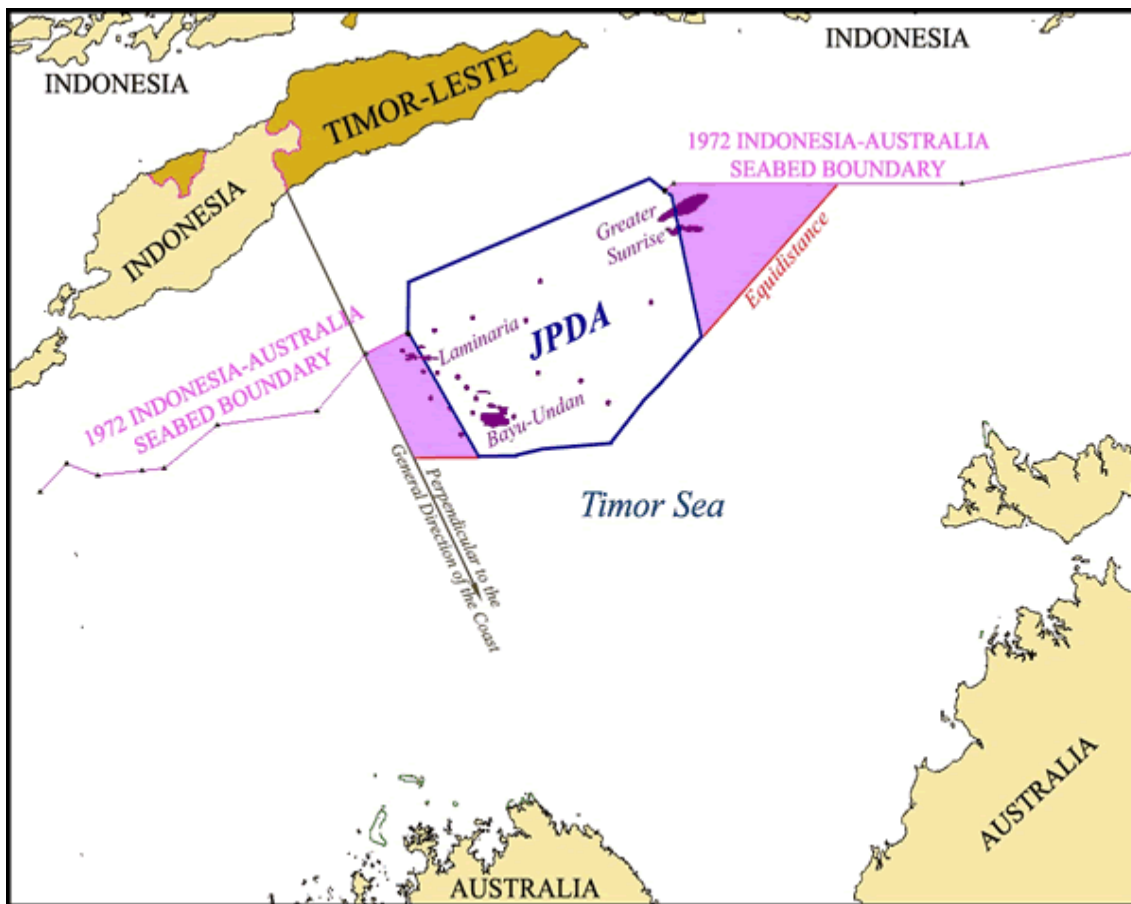 INDONESIA
INDONESIA
TIMOR-LESTE
1972 INDONESIA-AUSTRALIA
SEABED BOUNDARY
INDONESIA
Greater
Sunrise
Equidistance
JPDA
Laminaria
1972 INDONESIA-AUSTRALIA
SEABED BOUNDARY
Bayu-Undan
Perpendicular to the
General Direction of the Coast
Timor Sea
AUSTRALIA
AUSTRALIA